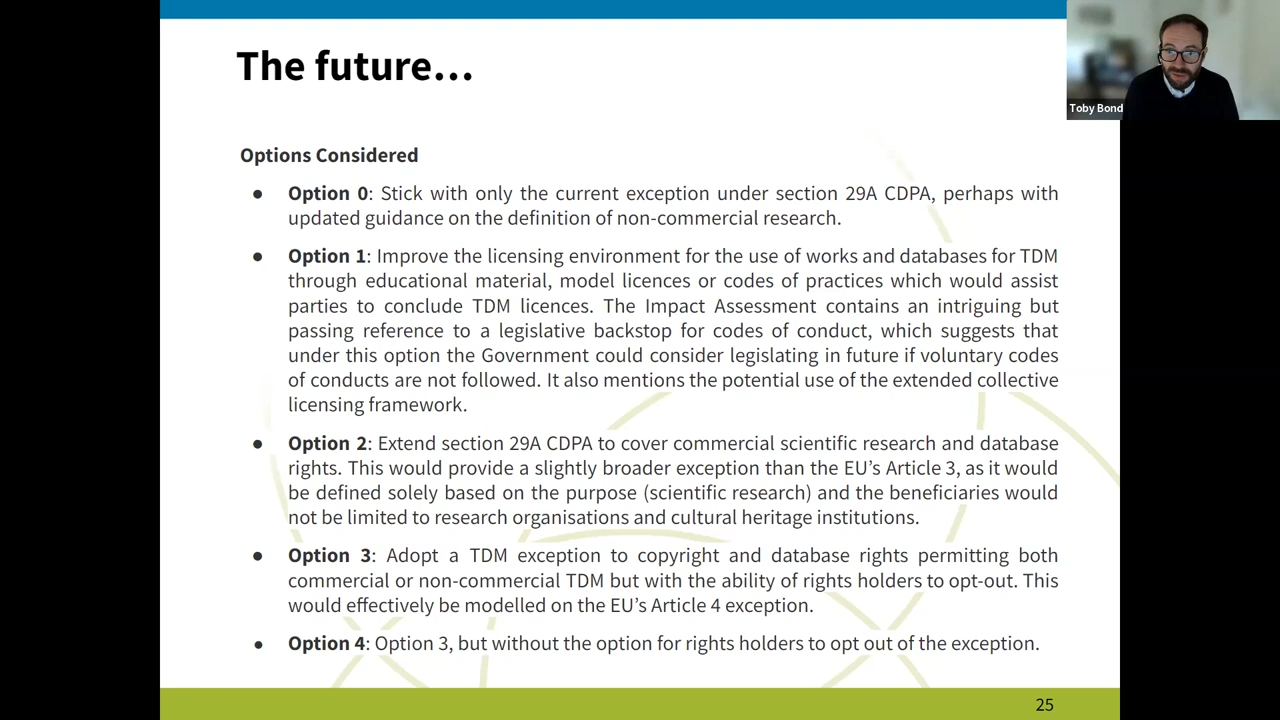 The future...
Toby Bond
Options Considered
● Option 0: Stick with only the current exception under section 29A CDPA, perhaps with
updated guidance on the definition of non-commercial research.
● Option 1: Improve the licensing environment for the use of works and databases for TDM
through educational material, model licences or codes of practices which would assist
parties to conclude TDM licences. The Impact Assessment contains an intriguing but
passing reference to a legislative backstop for codes of conduct, which suggests that
under this option the Government could consider legislating in future if voluntary codes
of conducts are not followed. It also mentions the potential use of the extended collective
licensing framework.
● Option 2: Extend section 29A CDPA to cover commercial scientific research and database
rights. This would provide a slightly broader exception than the EU’s Article 3, as it would
be defined solely based on the purpose (scientific research) and the beneficiaries would
not be limited to research organisations and cultural heritage institutions.
● Option 3: Adopt a TDM exception to copyright and database rights permitting both
commercial or non-commercial TDM but with the ability of rights holders to opt-out. This
would effectively be modelled on the EU’s Article 4 exception.
● Option 4: Option 3, but without the option for rights holders to opt out of the exception.
25